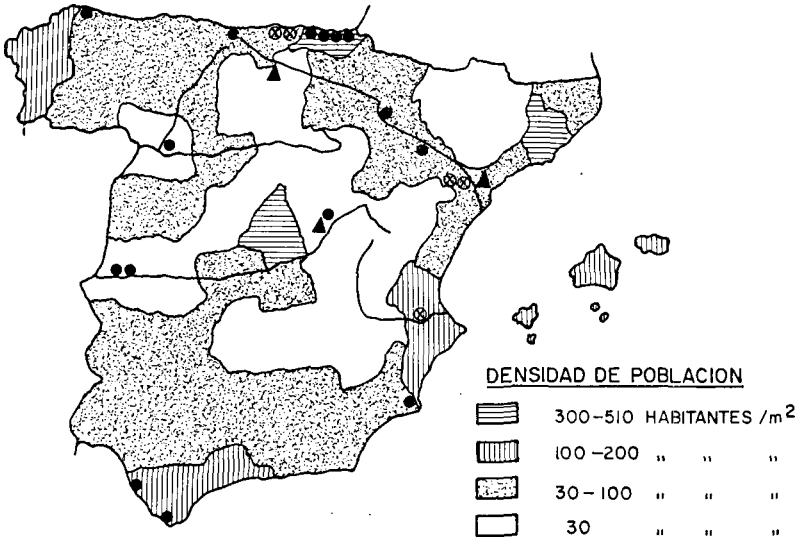 DENSIDAD DE POBLACION
300-510 HABITANTES /m²
100-200 " " "
30-100 " " "
30 " " "